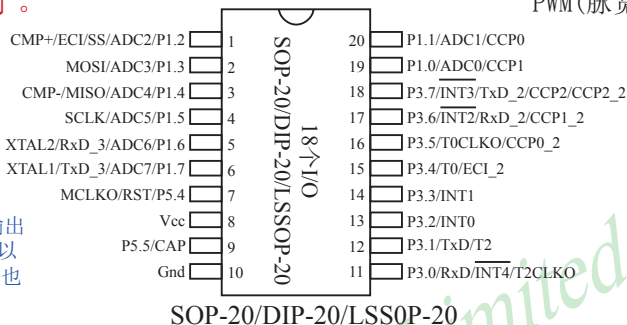 。
PWM(脉宽
CMP+/ECI/SS/ADC2/P1.2 1 20 P1.1/ADC1/CCP0
MOSI/ADC3/P1.3 2 19 P1.0/ADC0/CCP1
CMP-/MISO/ADC4/P1.4 3 18 P3.7/INT3/TxD_2/CCP2/CCP2_2
SCLK/ADC5/P1.5 4 17 P3.6/INT2/RxD_2/CCP1_2
XTAL2/RxD_3/ADC6/P1.6 5 16 P3.5/T0CLKO/CCP0_2
XTAL1/TxD_3/ADC7/P1.7 6 15 P3.4/T0/ECI_2
MCLKO/RST/P5.4 7 14 P3.3/INT1
Vcc 8 13 P3.2/INT0
P5.5/CAP 9 12 P3.1/TxD/T2
Gnd 10 11 P3.0/RxD/INT4/T2CLKO
SOP-20/DIP-20/LSSOP-20
18个I/O
出
以
也
SOP-20/DIP-20/LSS0P-20
imited